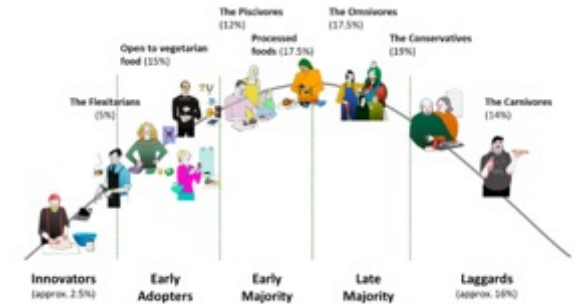 The Piscivores
(12%)
The Omnivores
(17.5%)
Processed
foods (17.5%)
The Conservatives
(19%)
Open to vegetarian
food (15%)
The Flexitarians
(5%)
The Carnivores
(14%)
TV
Innovators
(approx. 2.5%)
Early
Adopters
Early
Majority
Late
Majority
Laggards
(approx. 16%)